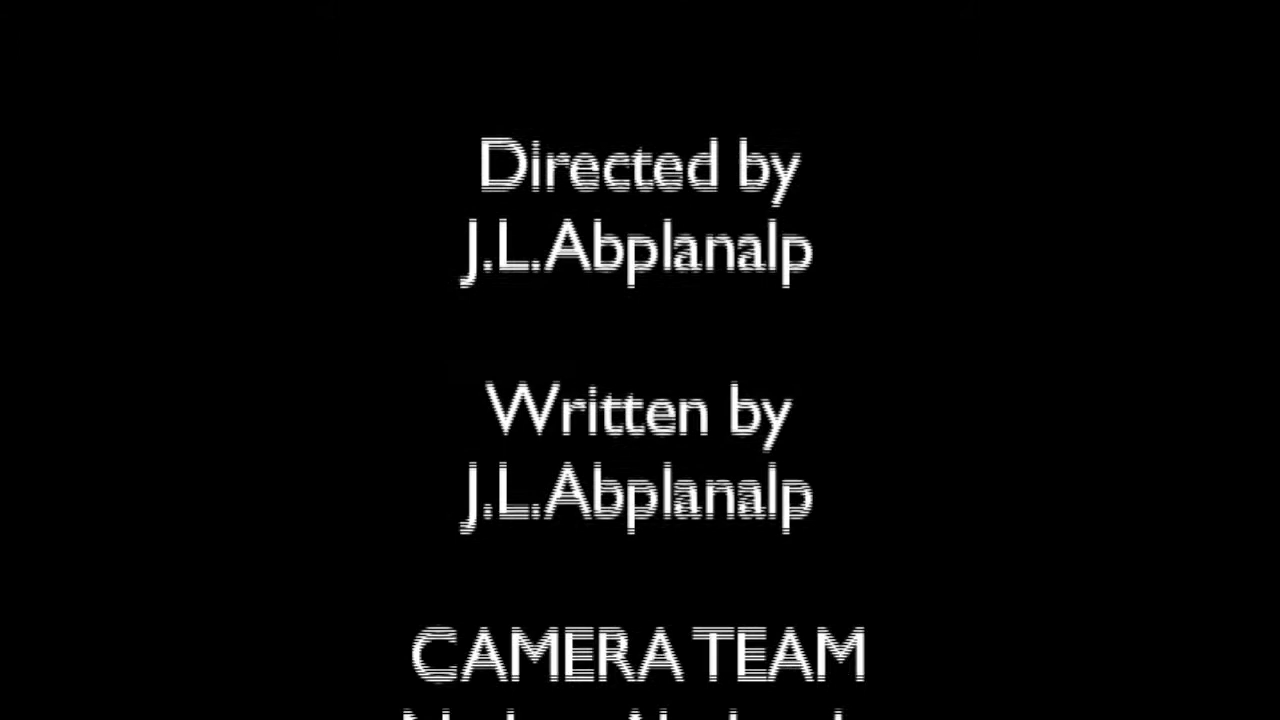 Directed by
J.L.Abplanalp
Written by
J.L.Abplanalp
CAMERA TEAM